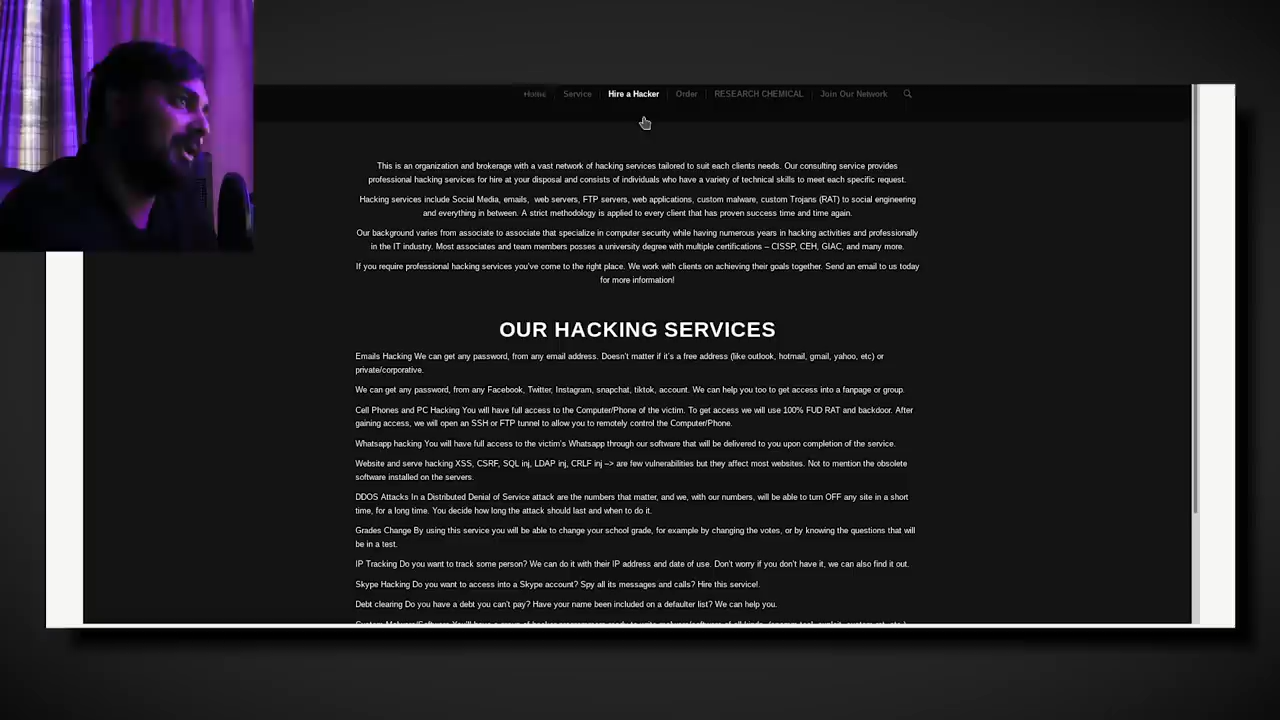 Home
Service
Hire a Hacker
Order
RESEARCH CHEMICAL
Join Our Network
This is an organization and brokerage with a vast network of hacking services tailored to suit each clients needs. Our consulting service provides
professional hacking services for hire at your disposal and consists of individuals who have a variety of technical skills to meet each specific request.
Hacking services include Social Media, emails, web servers, FTP servers, web applications, custom malware, custom Trojans (RAT) to social engineering
and everything in between. A strict methodology is applied to every client that has proven success time and time again.
Our background varies from associate to associate that specialize in computer security while having numerous years in hacking activities and professionally
in the IT industry. Most associates and team members posses a university degree with multiple certifications – CISSP, CEH, GIAC, and many more.
If you require professional hacking services you've come to the right place. We work with clients on achieving their goals together. Send an email to us today
for more information!
OUR HACKING SERVICES
Emails Hacking We can get any password, from any email address. Doesn't matter if it's a free address (like outlook, hotmail, gmail, yahoo, etc) or
private/corporative.
We can get any password, from any Facebook, Twitter, Instagram, snapchat, tiktok, account. We can help you too to get access into a fanpage or group.
Cell Phones and PC Hacking You will have full access to the Computer/Phone of the victim. To get access we will use 100% FUD RAT and backdoor. After
gaining access, we will open an SSH or FTP tunnel to allow you to remotely control the Computer/Phone.
Whatsapp hacking You will have full access to the victim's Whatsapp through our software that will be delivered to you upon completion of the service.
Website and serve hacking XSS, CSRF, SQL inj, LDAP inj, CRLF inj –> are few vulnerabilities but they affect most websites. Not to mention the obsolete
software installed on the servers.
DDOS Attacks In a Distributed Denial of Service attack are the numbers that matter, and we, with our numbers, will be able to turn OFF any site in a short
time, for a long time. You decide how long the attack should last and when to do it.
Grades Change By using this service you will be able to change your school grade, for example by changing the votes, or by knowing the questions that will
be in a test.
IP Tracking Do you want to track some person? We can do it with their IP address and date of use. Don't worry if you don't have it, we can also find it out.
Skype Hacking Do you want to access into a Skype account? Spy all its messages and calls? Hire this service!.
Debt clearing Do you have a debt you can't pay? Have your name been included on a defaulter list? We can help you.